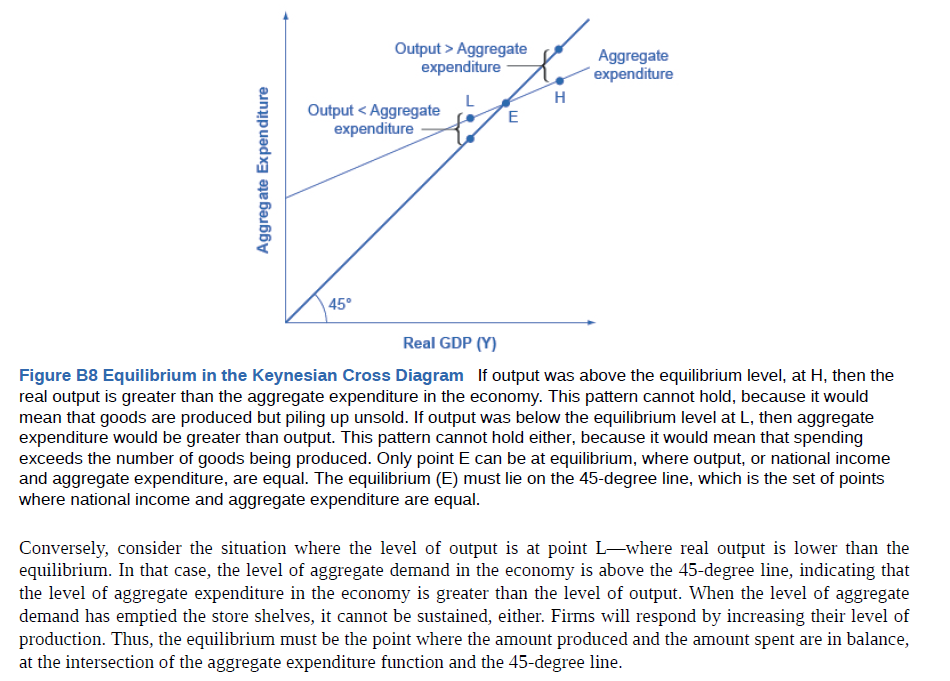 Output > Aggregate
expenditure
Aggregate
expenditure
H
L
E
Output < Aggregate
expenditure
Aggregate Expenditure
45°
Real GDP (Y)
Figure B8 Equilibrium in the Keynesian Cross Diagram If output was above the equilibrium level, at H, then the
real output is greater than the aggregate expenditure in the economy. This pattern cannot hold, because it would
mean that goods are produced but piling up unsold. If output was below the equilibrium level at L, then aggregate
expenditure would be greater than output. This pattern cannot hold either, because it would mean that spending
exceeds the number of goods being produced. Only point E can be at equilibrium, where output, or national income
and aggregate expenditure, are equal. The equilibrium (E) must lie on the 45-degree line, which is the set of points
where national income and aggregate expenditure are equal.
Conversely, consider the situation where the level of output is at point L—where real output is lower than the
equilibrium. In that case, the level of aggregate demand in the economy is above the 45-degree line, indicating that
the level of aggregate expenditure in the economy is greater than the level of output. When the level of aggregate
demand has emptied the store shelves, it cannot be sustained, either. Firms will respond by increasing their level of
production. Thus, the equilibrium must be the point where the amount produced and the amount spent are in balance,
at the intersection of the aggregate expenditure function and the 45-degree line.